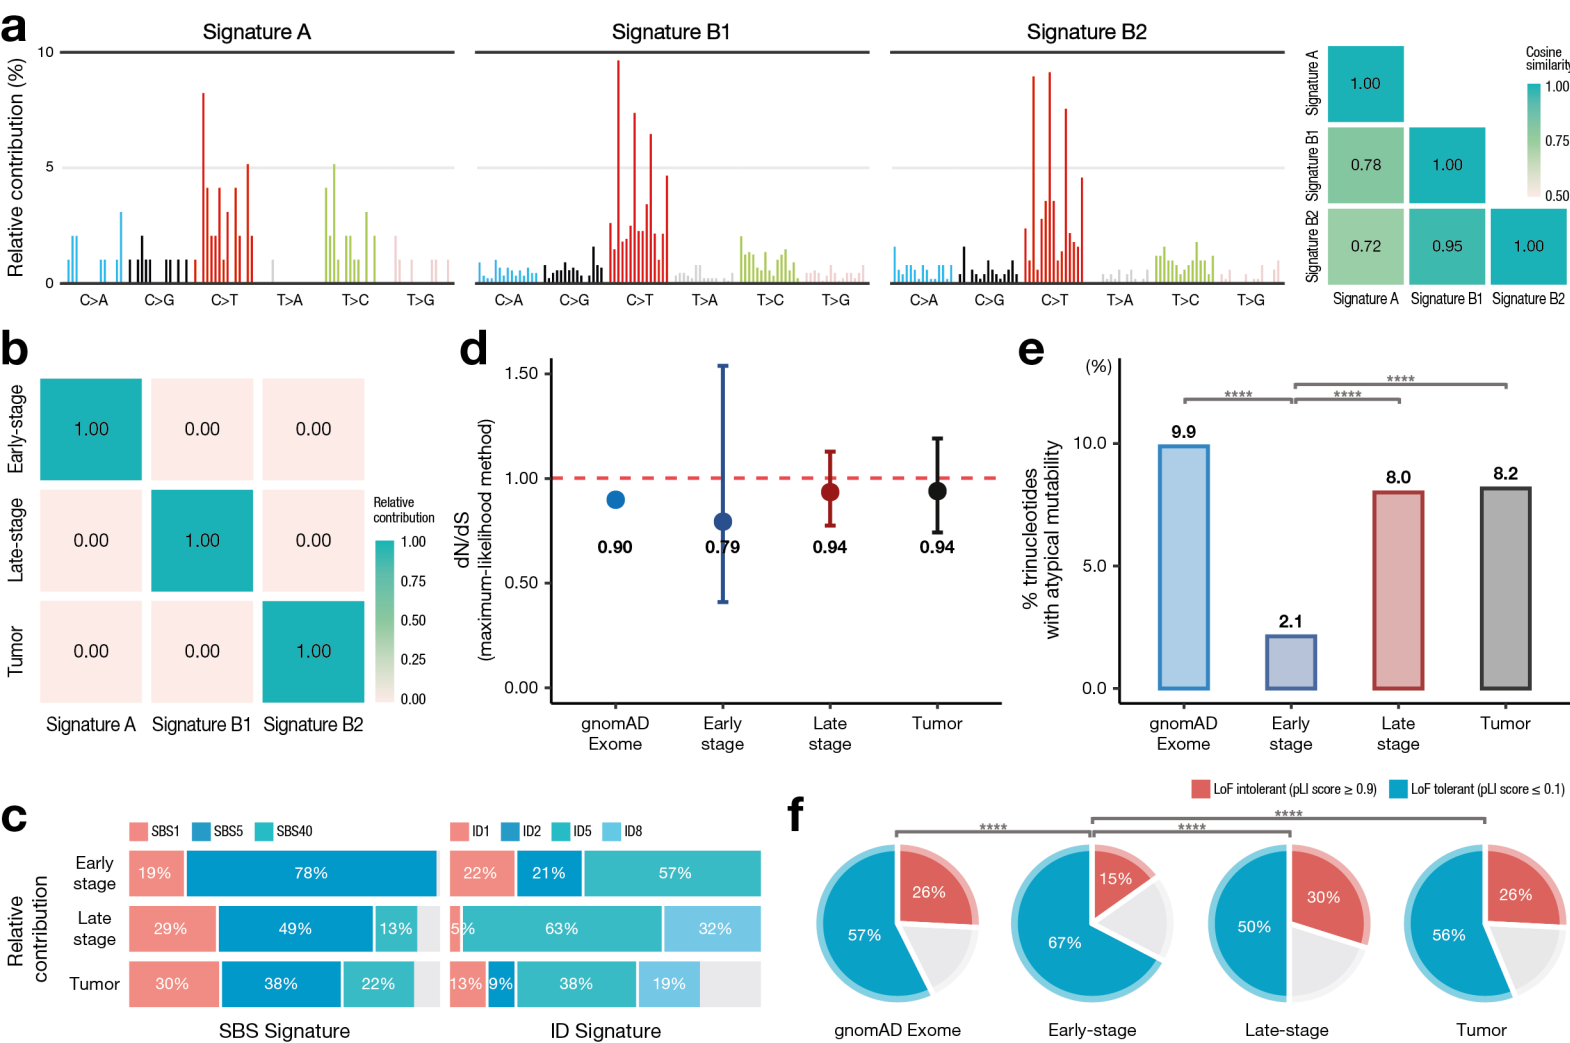 a
Signature A
Signature B1
Signature B2
Relative contribution (%)
10
5
0
C>A
C>G
C>T
T>A
T>C
T>G
C>A
C>G
C>T
T>A
T>C
T>G
C>A
C>G
C>T
T>A
T>C
T>G
Signature A
Signature B1
Signature B2
1.00
0.78
1.00
0.72
0.95
1.00
Signature A
Signature B1
Signature B2
Cosine
similarity
1.00
0.75
0.50
b
Early-stage
Late-stage
Tumor
1.00
0.00
0.00
0.00
1.00
0.00
0.00
0.00
1.00
Signature A
Signature B1
Signature B2
Relative
contribution
1.00
0.75
0.50
0.25
0.00
d
dN/dS
(maximum-likelihood method)
1.50
1.00
0.50
0.00
0.90
0.79
0.94
0.94
gnomAD
Exome
Early
stage
Late
stage
Tumor
e
(%)
% trinucleotides
with atypical mutability
10.0
5.0
0.0
****
****
****
9.9
2.1
8.0
8.2
gnomAD
Exome
Early
stage
Late
stage
Tumor
c
Relative
contribution
SBS1
SBS5
SBS40
ID1
ID2
ID5
ID8
Early
stage
19%
78%
22%
21%
57%
Late
stage
29%
49%
13%
5%
63%
32%
Tumor
30%
38%
22%
13%
9%
38%
19%
SBS Signature
ID Signature
f
LoF intolerant (pLI score ≥ 0.9)
LoF tolerant (pLI score ≤ 0.1)
****
****
****
26%
57%
15%
67%
30%
50%
26%
56%
gnomAD Exome
Early-stage
Late-stage
Tumor